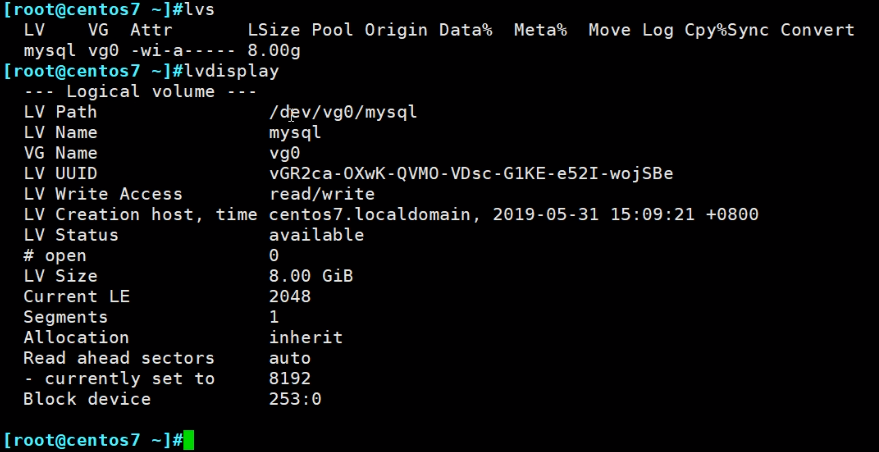 [root@centos7 ~]#lvs
  LV    VG  Attr       LSize Pool Origin Data%  Meta%  Move Log Cpy%Sync Convert
  mysql vg0 -wi-a----- 8.00g
[root@centos7 ~]#lvdisplay
  --- Logical volume ---
  LV Path                /dev/vg0/mysql
  LV Name                mysql
  VG Name                vg0
  LV UUID                vGR2ca-OXwK-QVMO-VDsc-G1KE-e52I-wojSBe
  LV Write Access        read/write
  LV Creation host, time centos7.localdomain, 2019-05-31 15:09:21 +0800
  LV Status              available
  # open                 0
  LV Size                8.00 GiB
  Current LE             2048
  Segments               1
  Allocation             inherit
  Read ahead sectors     auto
  - currently set to     8192
  Block device           253:0
[root@centos7 ~]#